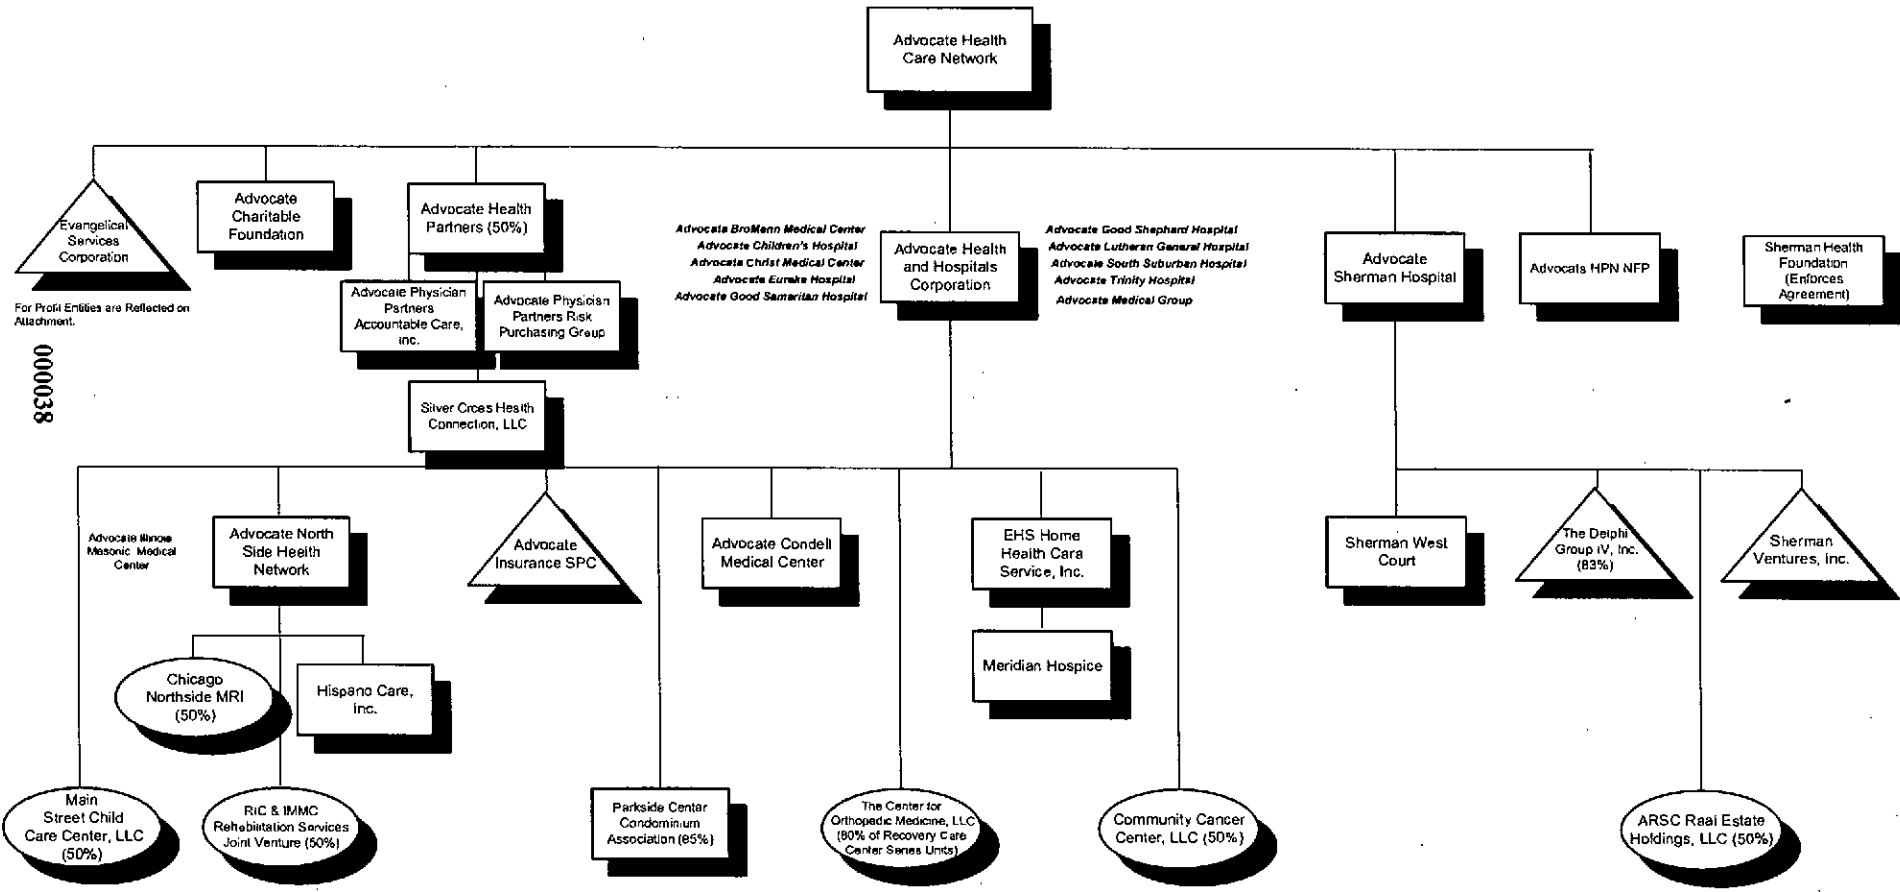 Advocate Health
Care Network
Evangelical
Services
Corporation
For Profit Entities are Reflected on
Attachment.
000038
Advocate
Charitable
Foundation
Advocate Health
Partners (50%)
Advocate Physician
Partners
Accountable Care,
Inc.
Advocate Physician
Partners Risk
Purchasing Group
Silver Cross Health
Connection, LLC
Advocate BroMenn Medical Center
Advocate Children's Hospital
Advocate Christ Medical Center
Advocate Eureka Hospital
Advocate Good Samaritan Hospital
Advocate Health
and Hospitals
Corporation
Advocate Good Shephard Hospital
Advocate Lutheran General Hospital
Advocate South Suburban Hospital
Advocate Trinity Hospital
Advocate Medical Group
Advocate
Sherman Hospital
Advocate HPN NFP
Sherman Health
Foundation
(Enforces
Agreement)
Advocate Illinois
Masonic Medical
Center
Advocate North
Side Health
Network
Advocate
Insurance SPC
Advocate Condell
Medical Center
EHS Home
Health Care
Service, Inc.
Meridian Hospice
Sherman West
Court
The Delphi
Group IV, Inc.
(83%)
Sherman
Ventures, Inc.
Chicago
Northside MRI
(50%)
Hispano Care,
Inc.
Main
Street Child
Care Center, LLC
(50%)
RIC & IMMC
Rehabilitation Services
Joint Venture (50%)
Parkside Center
Condominium
Association (85%)
The Center for
Orthopedic Medicine, LLC
(80% of Recovery Care
Center Series Units)
Community Cancer
Center, LLC (50%)
ARSC Real Estate
Holdings, LLC (50%)